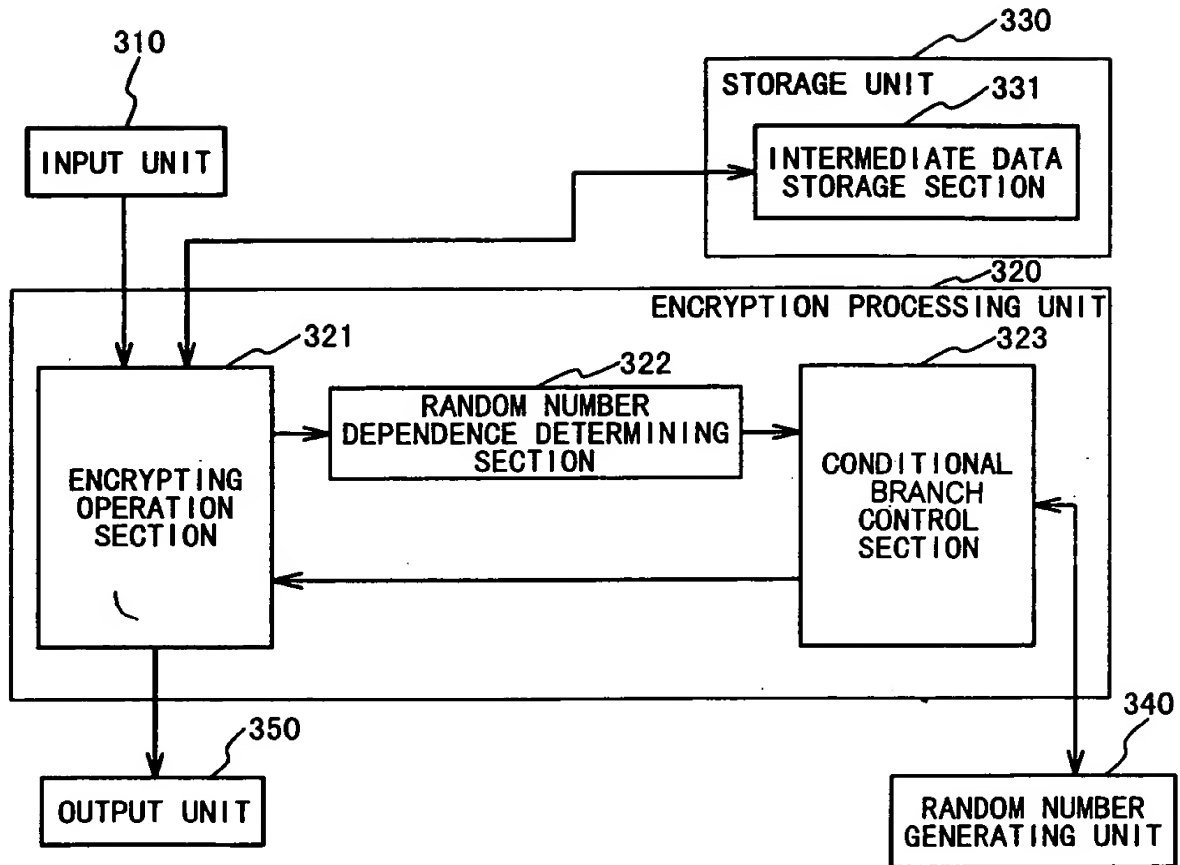 310
INPUT UNIT
330
STORAGE UNIT
331
INTERMEDIATE DATA
STORAGE SECTION
320
ENCRYPTION PROCESSING UNIT
321
ENCRYPTING
OPERATION
SECTION
322
RANDOM NUMBER
DEPENDENCE DETERMINING
SECTION
323
CONDITIONAL
BRANCH
CONTROL
SECTION
350
OUTPUT UNIT
340
RANDOM NUMBER
GENERATING UNIT